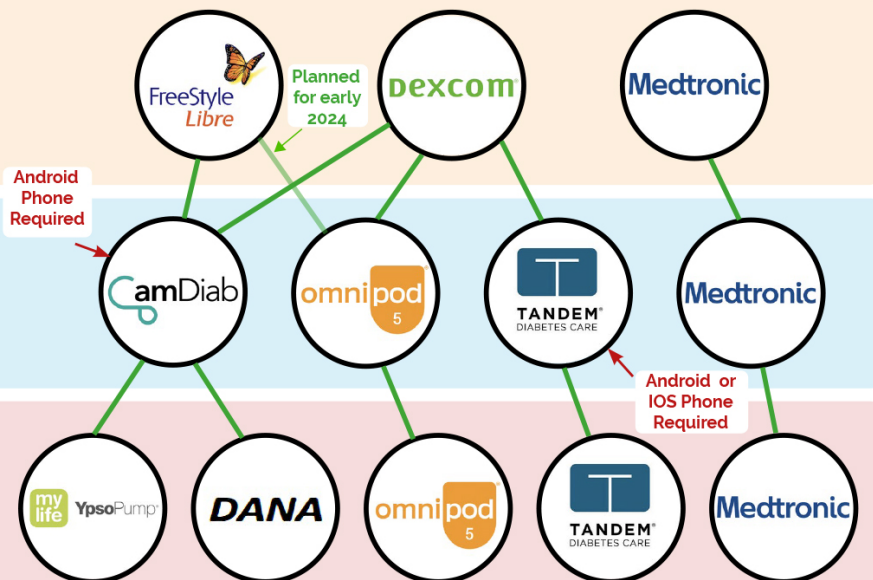 FreeStyle
Libre
Planned
for early
2024
Dexcom
Medtronic
Android
Phone
Required
CamDiab
omnipod
5
TANDEM®
DIABETES CARE
Medtronic
Android or
IOS Phone
Required
my
life
YpsoPump®
DANA
omnipod
5
TANDEM®
DIABETES CARE
Medtronic